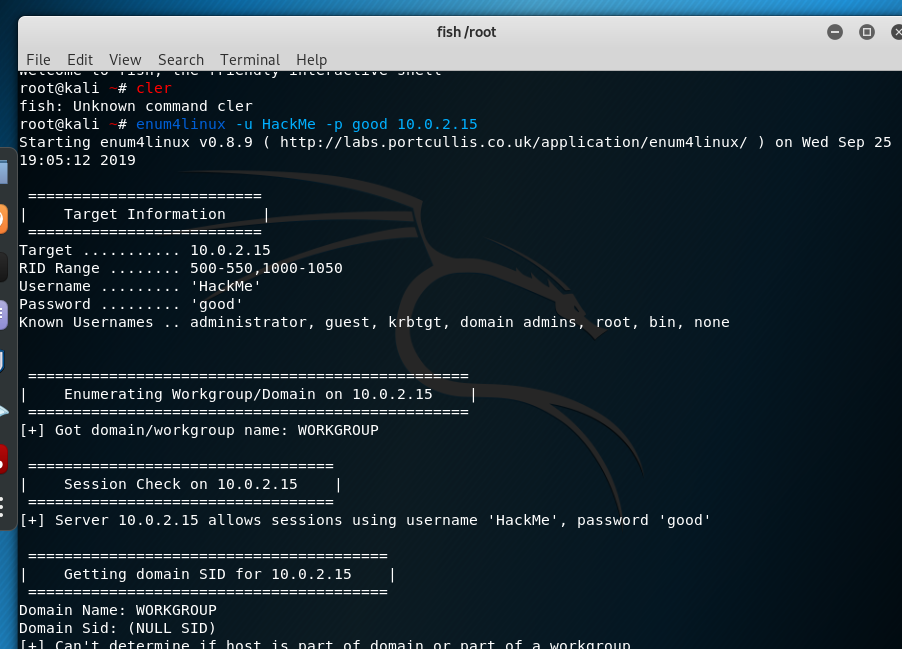 fish /root
File Edit View Search Terminal Help
Welcome to fish, the friendly interactive shell
root@kali ~# cler
fish: Unknown command cler
root@kali ~# enum4linux -u HackMe -p good 10.0.2.15
Starting enum4linux v0.8.9 ( http://labs.portcullis.co.uk/application/enum4linux/ ) on Wed Sep 25
19:05:12 2019
==========================
| Target Information |
==========================
Target ........... 10.0.2.15
RID Range ........ 500-550,1000-1050
Username ......... 'HackMe'
Password ......... 'good'
Known Usernames .. administrator, guest, krbtgt, domain admins, root, bin, none
=================================================
| Enumerating Workgroup/Domain on 10.0.2.15 |
=================================================
[+] Got domain/workgroup name: WORKGROUP
==================================
| Session Check on 10.0.2.15 |
==================================
[+] Server 10.0.2.15 allows sessions using username 'HackMe', password 'good'
========================================
| Getting domain SID for 10.0.2.15 |
========================================
Domain Name: WORKGROUP
Domain Sid: (NULL SID)
[+] Can't determine if host is part of domain or part of a workgroup